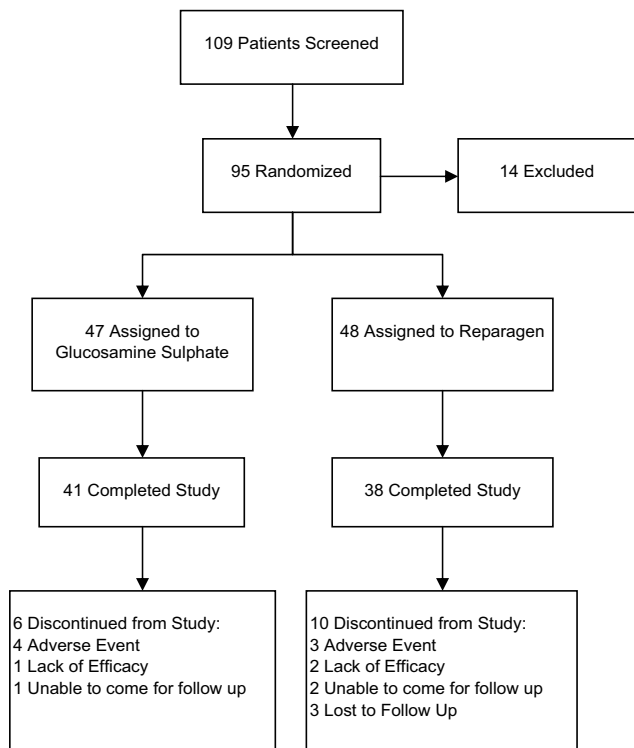 109 Patients Screened
95 Randomized
14 Excluded
47 Assigned to
Glucosamine Sulphate
48 Assigned to Reparagen
41 Completed Study
38 Completed Study
6 Discontinued from Study:
4 Adverse Event
1 Lack of Efficacy
1 Unable to come for follow up
10 Discontinued from Study:
3 Adverse Event
2 Lack of Efficacy
2 Unable to come for follow up
3 Lost to Follow Up